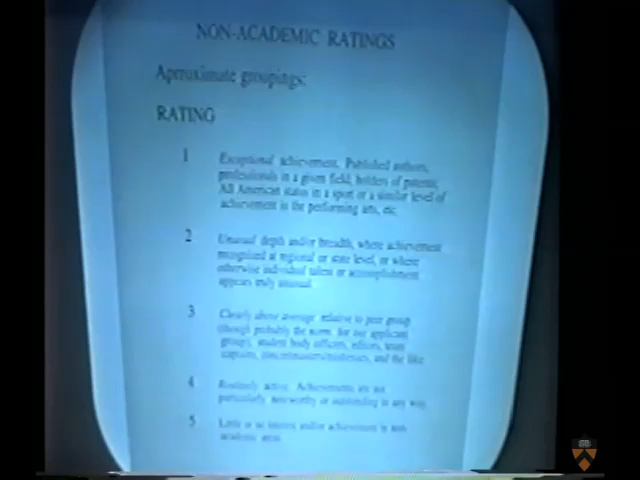 NON-ACADEMIC RATINGS
Aproximate groupings:
RATING
1 Exceptional achievement. Published authors,
professionals in a given field, holders of patents,
All American status in a sport or a similar level of
achievement in the performing arts, etc.
2 Unusual depth and/or breadth, where achievement
recognized at regional or state level, or where
otherwise individual talent or accomplishment
appears truly unusual.
3 Clearly above average relative to peer group
(though probably the norm for our applicant
group), student body officers, editors, team
captains, and the like
4 Routinely active. Achievements are not
particularly noteworthy or outstanding in any way.
5 Little or no interest and/or achievement in non-
academic areas